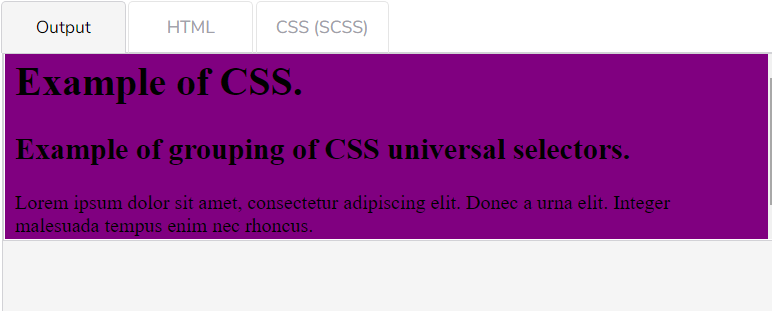 Output HTML CSS (SCSS)
Example of CSS.
Example of grouping of CSS universal selectors.
Lorem ipsum dolor sit amet, consectetur adipiscing elit. Donec a urna elit. Integer
malesuada tempus enim nec rhoncus.